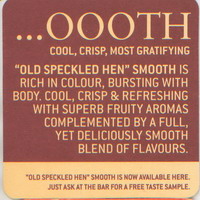 ...OOOTH
COOL, CRISP, MOST GRATIFYING
"OLD SPECKLED HEN" SMOOTH IS
RICH IN COLOUR, BURSTING WITH
BODY. COOL, CRISP & REFRESHING
WITH SUPERB FRUITY AROMAS
COMPLEMENTED BY A FULL,
YET DELICIOUSLY SMOOTH
BLEND OF FLAVOURS.
"OLD SPECKLED HEN" SMOOTH IS NOW AVAILABLE HERE.
JUST ASK AT THE BAR FOR A FREE TASTE SAMPLE.